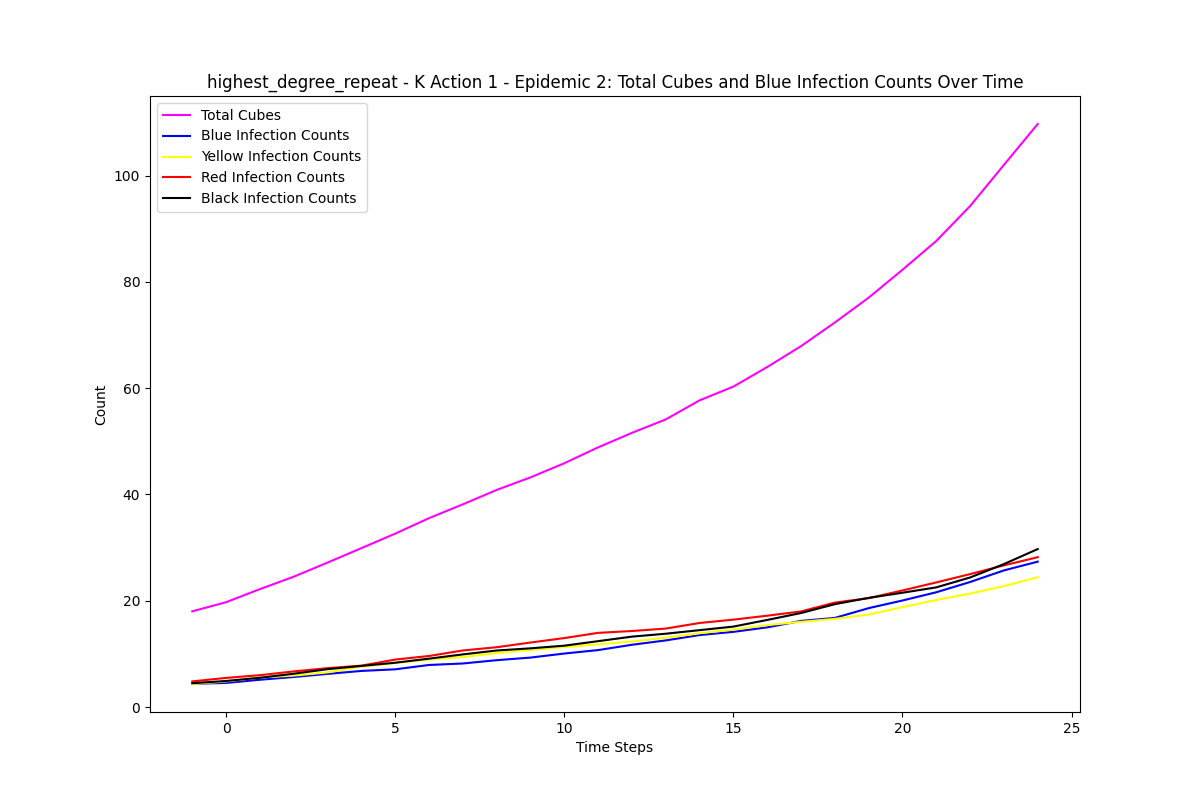 highest_degree_repeat - K Action 1 - Epidemic 2: Total Cubes and Blue Infection Counts Over Time
Total Cubes
Blue Infection Counts
Yellow Infection Counts
Red Infection Counts
Black Infection Counts
100
80
60
40
20
0
Count
0 5 10 15 20 25
Time Steps